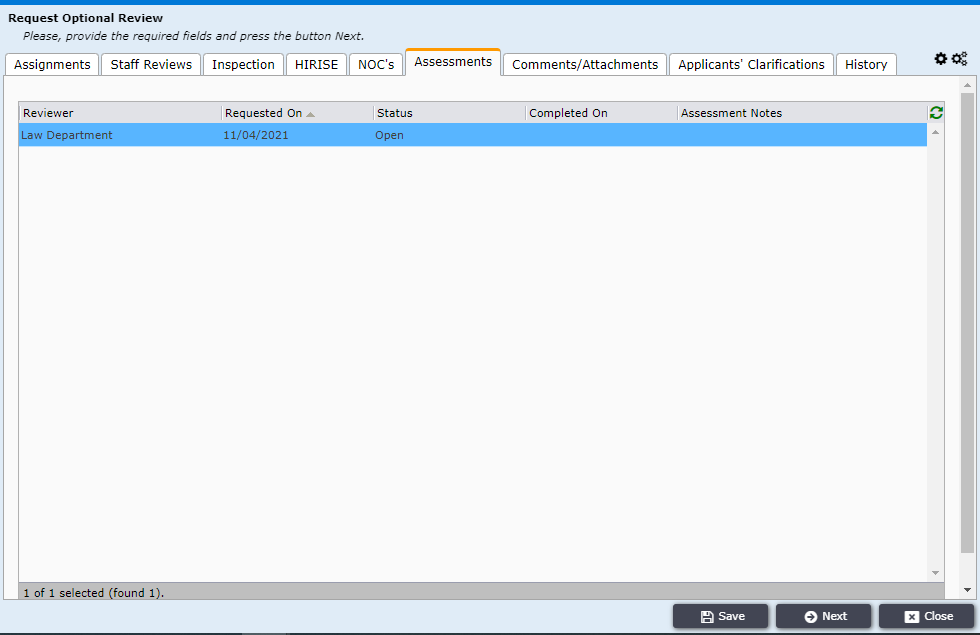 Request Optional Review
Please, provide the required fields and press the button Next.
Assignments Staff Reviews Inspection HIRISE NOC's Assessments Comments/Attachments Applicants' Clarifications History
Reviewer Requested On Status Completed On Assessment Notes
Law Department 11/04/2021 Open
1 of 1 selected (found 1).
Save Next Close